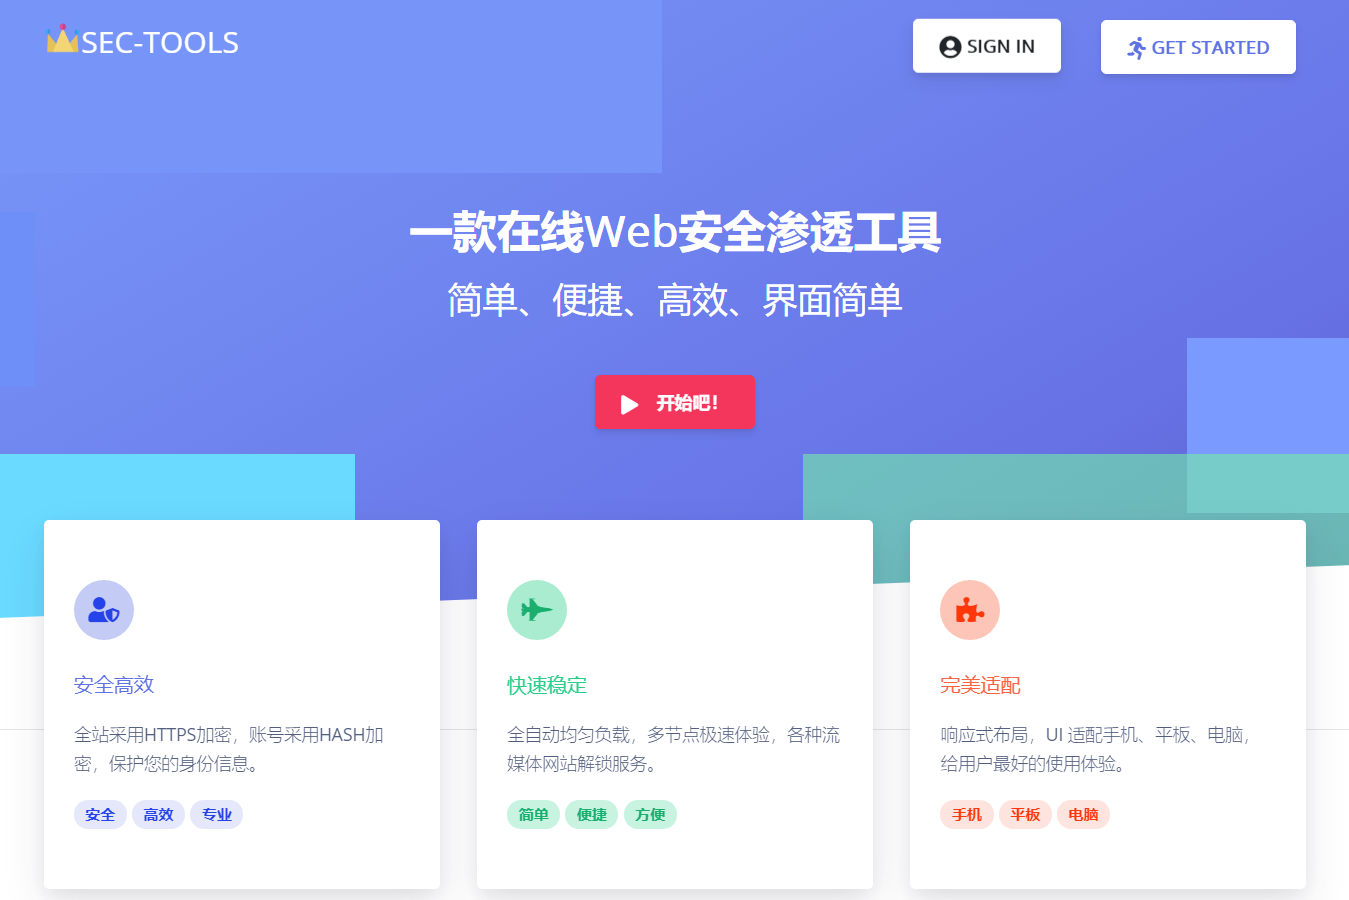 SEC-TOOLS
SIGN IN
GET STARTED
一款在线Web安全渗透工具
简单、便捷、高效、界面简单
开始吧!
安全高效
全站采用HTTPS加密，账号采用HASH加
密，保护您的身份信息。
安全 高效 专业
快速稳定
全自动均匀负载，多节点极速体验，各种流
媒体网站解锁服务。
简单 便捷 方便
完美适配
响应式布局，UI 适配手机、平板、电脑，
给用户最好的使用体验。
手机 平板 电脑